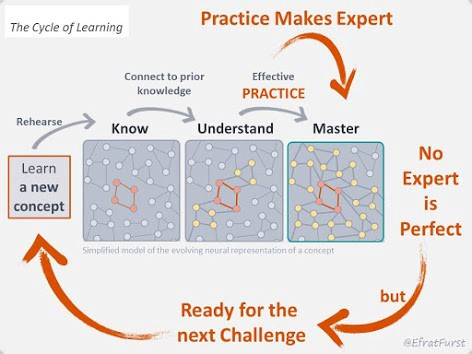 The Cycle of Learning
Practice Makes Expert
Rehearse
Connect to prior
knowledge
Effective
PRACTICE
Learn
a new
concept
Know
Understand
Master
Simplified model of the evolving neural representation of a concept
No
Expert
is
Perfect
but
Ready for the
next Challenge
@EfratFurst